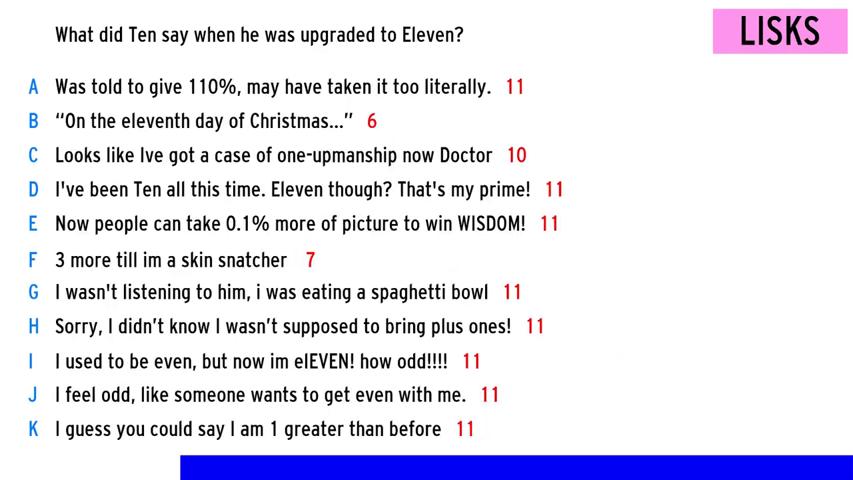 What did Ten say when he was upgraded to Eleven?
LISKS
A Was told to give 110%, may have taken it too literally. 11
B “On the eleventh day of Christmas...” 6
C Looks like Ive got a case of one-upmanship now Doctor 10
D I've been Ten all this time. Eleven though? That's my prime! 11
E Now people can take 0.1% more of picture to win WISDOM! 11
F 3 more till im a skin snatcher 7
G I wasn't listening to him, i was eating a spaghetti bowl 11
H Sorry, I didn’t know I wasn’t supposed to bring plus ones! 11
I I used to be even, but now im elEVEN! how odd!!!! 11
J I feel odd, like someone wants to get even with me. 11
K I guess you could say I am 1 greater than before 11